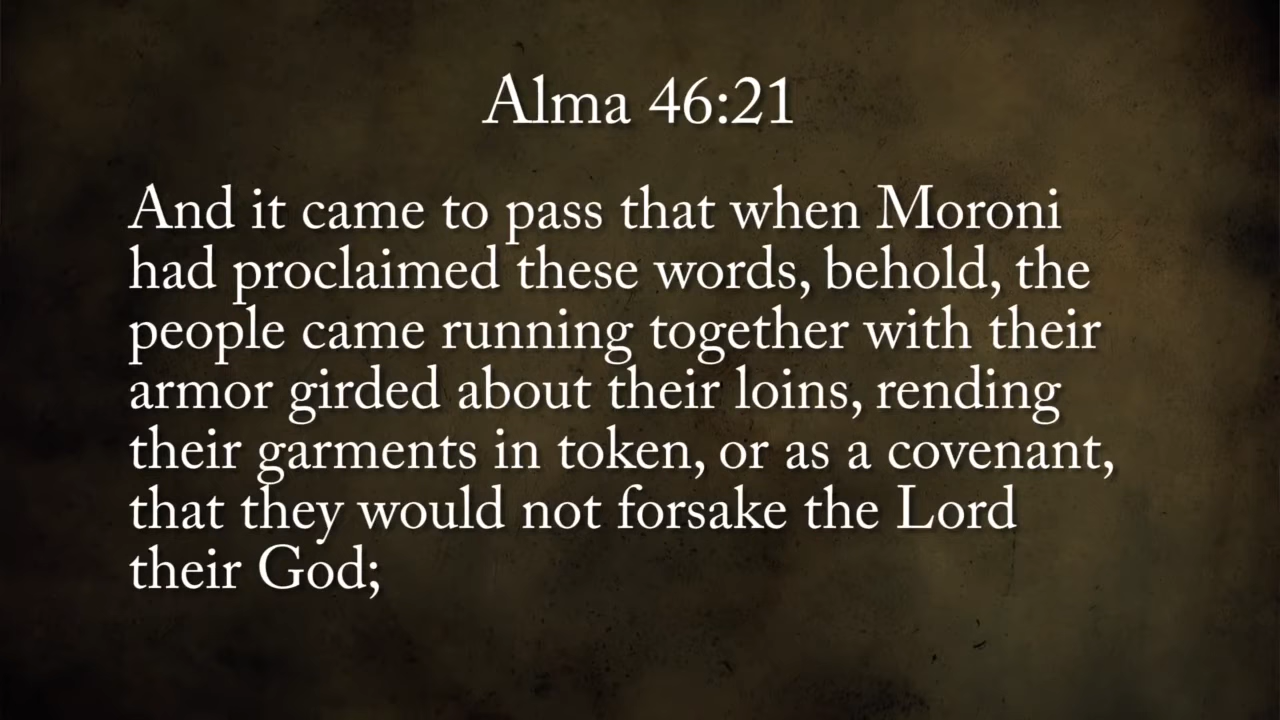 Alma 46:21
And it came to pass that when Moroni
had proclaimed these words, behold, the
people came running together with their
armor girded about their loins, rending
their garments in token, or as a covenant,
that they would not forsake the Lord
their God;